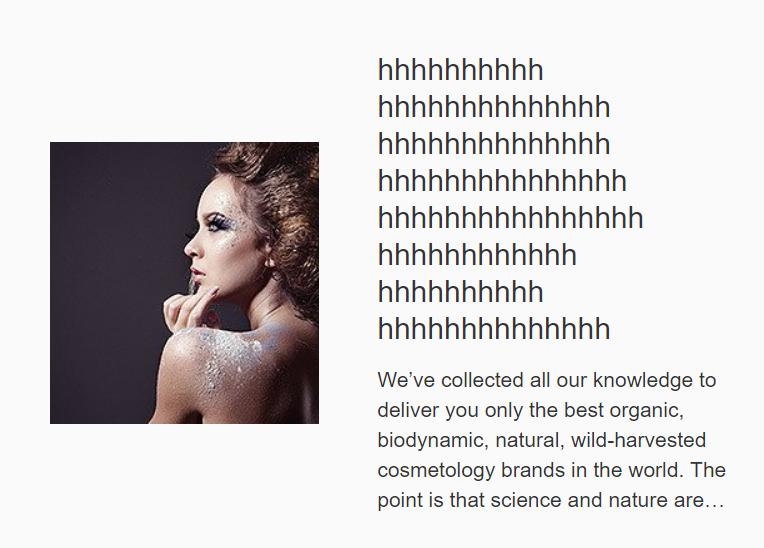 hhhhhhhhhh
hhhhhhhhhhhhhh
hhhhhhhhhhhhhh
hhhhhhhhhhhhhhh
hhhhhhhhhhhhhhhh
hhhhhhhhhhhh
hhhhhhhhhh
hhhhhhhhhhhhhh
We’ve collected all our knowledge to
deliver you only the best organic,
biodynamic, natural, wild-harvested
cosmetology brands in the world. The
point is that science and nature are…